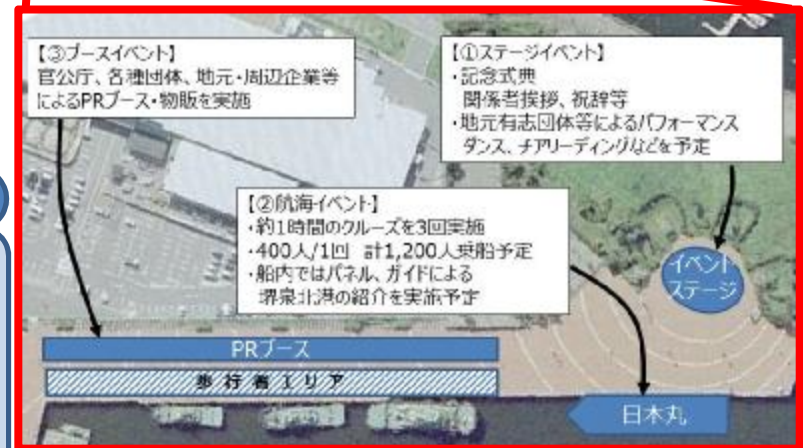 【③ブースイベント】
官公庁、各種団体、地元・周辺企業等
によるPRブース・物販を実施
【①ステージイベント】
・記念式典
関係者挨拶、祝辞等
・地元有志団体等によるパフォーマンス
ダンス、チアリーディングなどを予定
【②航海イベント】
・約1時間のクルーズを3回実施
・400人/1回 計1,200人乗船予定
・船内ではパネル、ガイドによる
堺泉北港の紹介を実施予定
イベント
ステージ
PRブース
歩行者エリア
日本丸